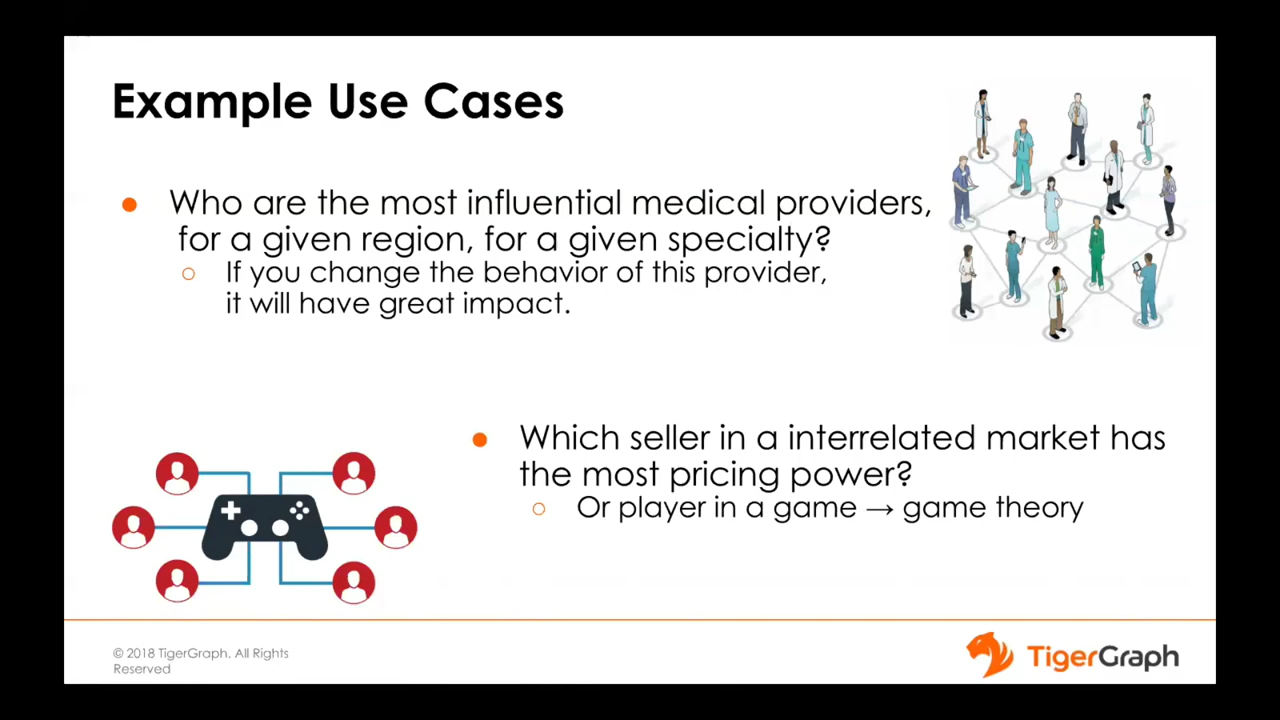 Example Use Cases
● Who are the most influential medical providers,
for a given region, for a given specialty?
○ If you change the behavior of this provider,
it will have great impact.
● Which seller in a interrelated market has
the most pricing power?
○ Or player in a game → game theory
© 2018 TigerGraph. All Rights
Reserved
TigerGraph